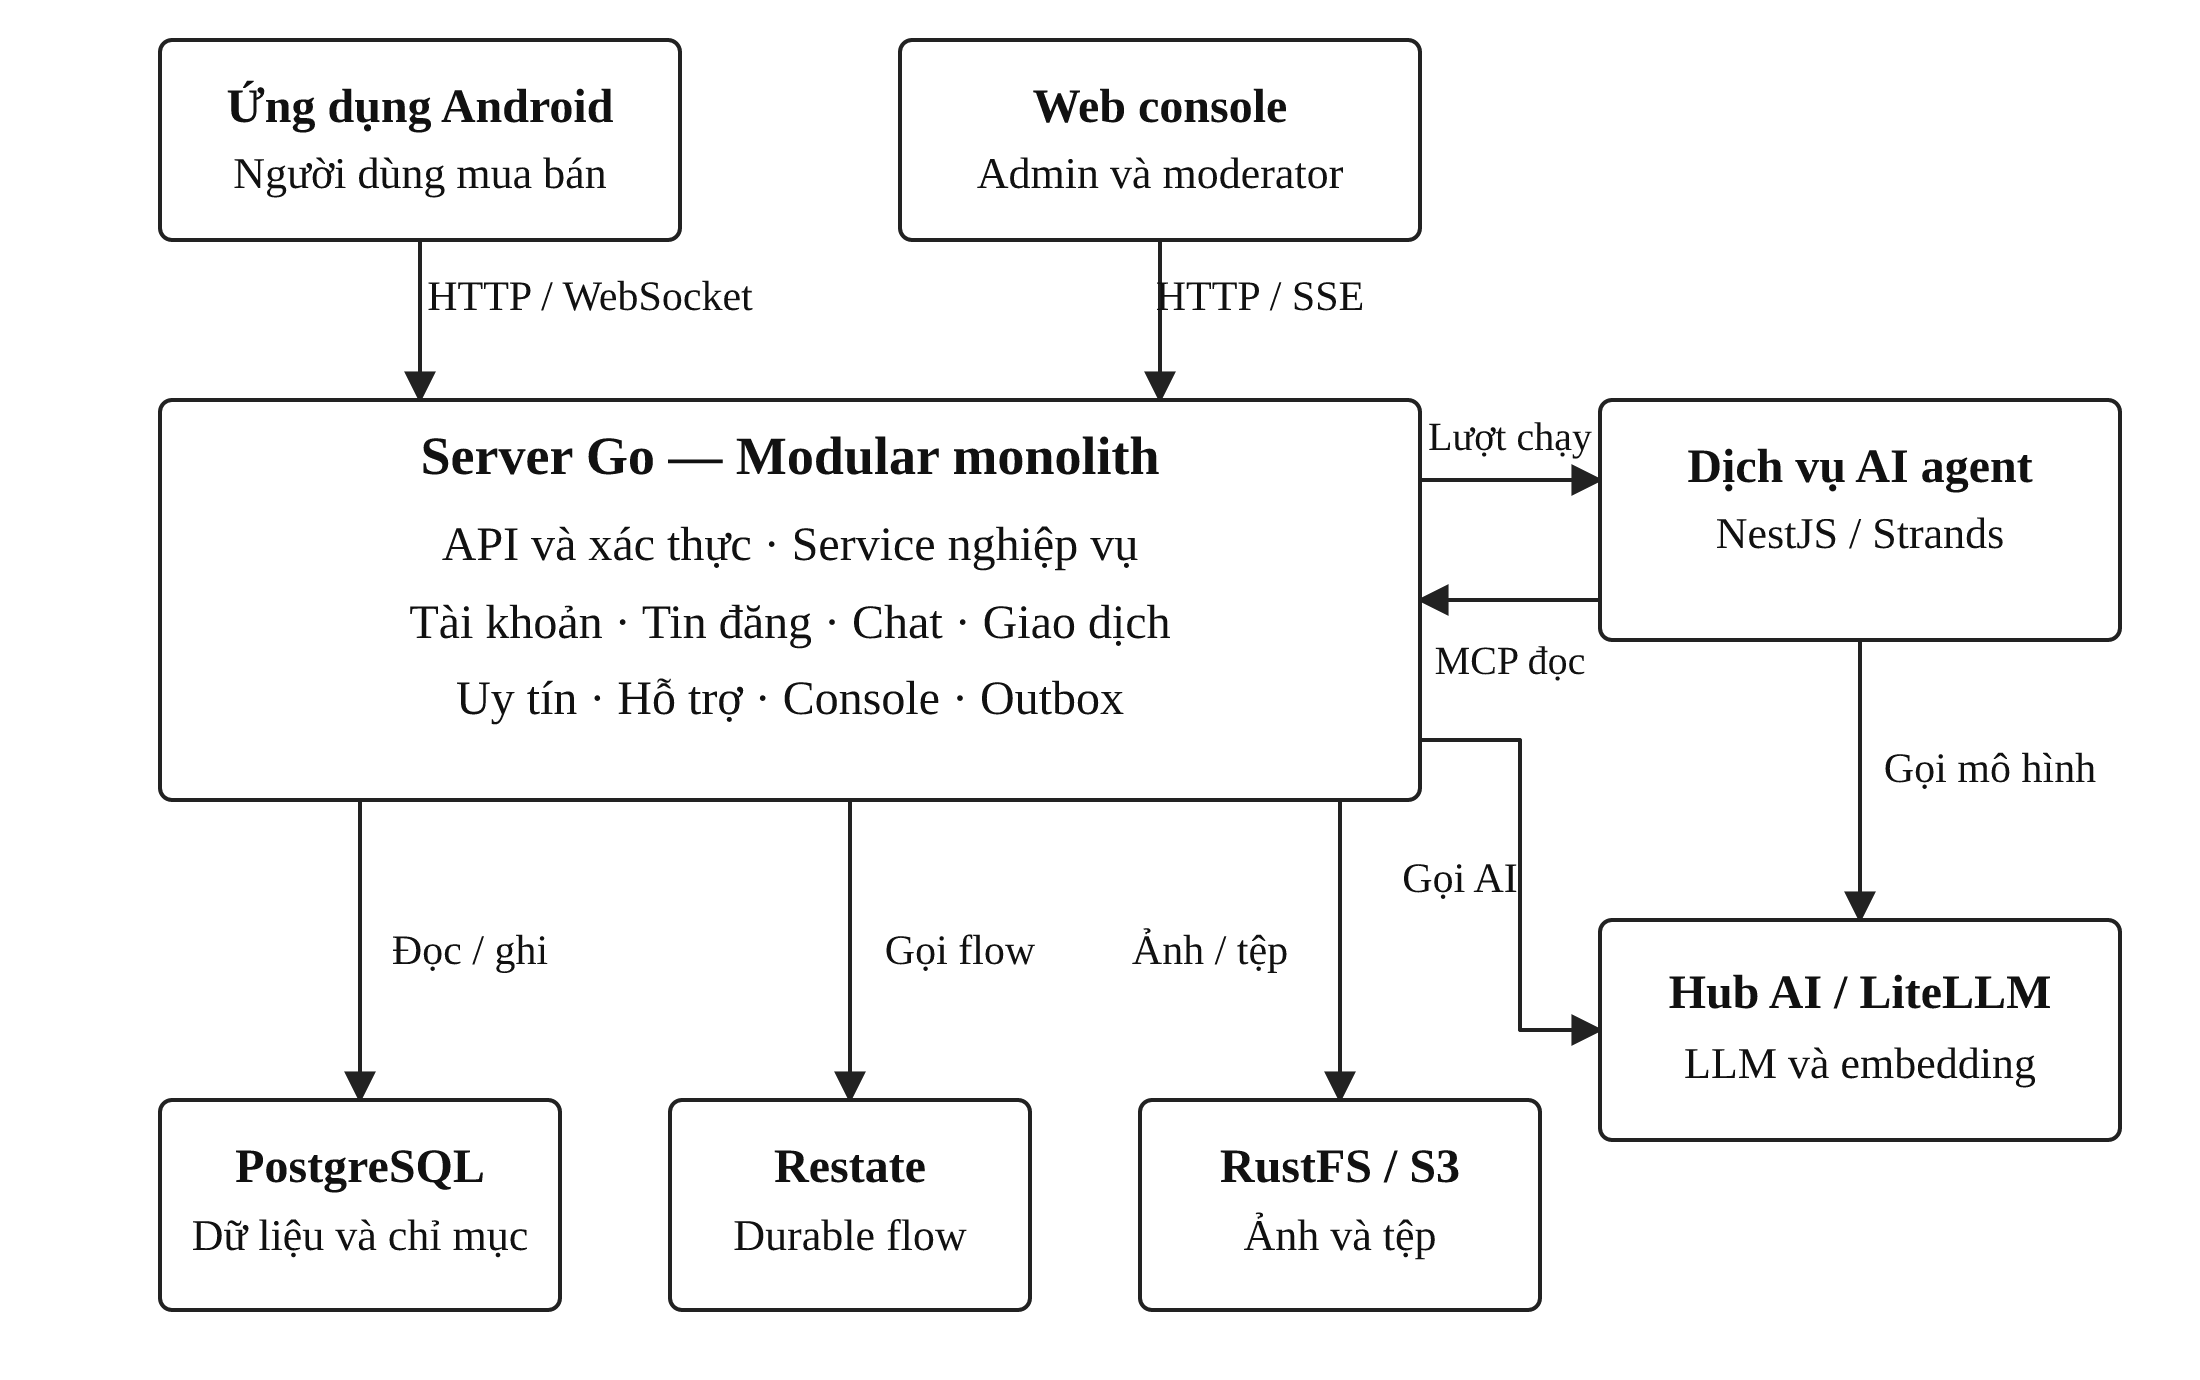 Ứng dụng Android
Người dùng mua bán
Web console
Admin và moderator
HTTP / WebSocket
HTTP / SSE
Server Go — Modular monolith
API và xác thực · Service nghiệp vụ
Tài khoản · Tin đăng · Chat · Giao dịch
Uy tín · Hỗ trợ · Console · Outbox
Lượt chạy
MCP đọc
Dịch vụ AI agent
NestJS / Strands
Gọi mô hình
Gọi AI
Đọc / ghi
Gọi flow
Ảnh / tệp
Hub AI / LiteLLM
LLM và embedding
PostgreSQL
Dữ liệu và chỉ mục
Restate
Durable flow
RustFS / S3
Ảnh và tệp